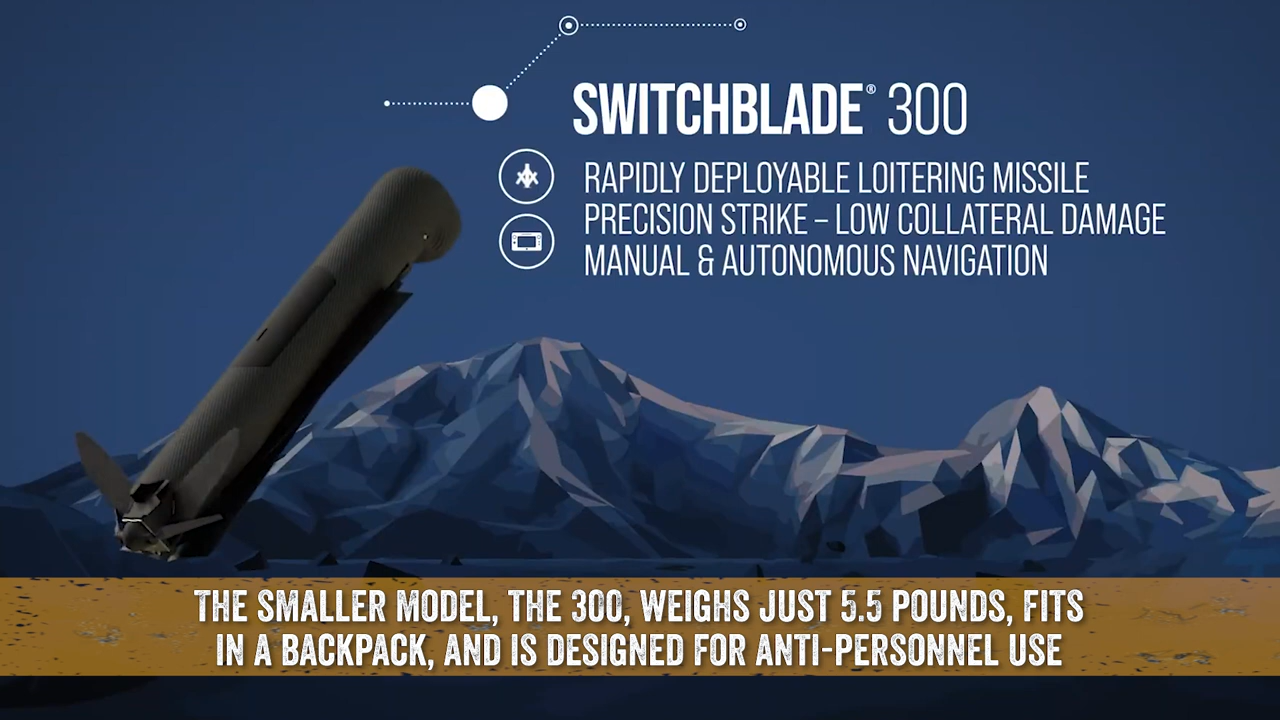 SWITCHBLADE® 300
RAPIDLY DEPLOYABLE LOITERING MISSILE
PRECISION STRIKE – LOW COLLATERAL DAMAGE
MANUAL & AUTONOMOUS NAVIGATION
THE SMALLER MODEL, THE 300, WEIGHS JUST 5.5 POUNDS, FITS
IN A BACKPACK, AND IS DESIGNED FOR ANTI-PERSONNEL USE